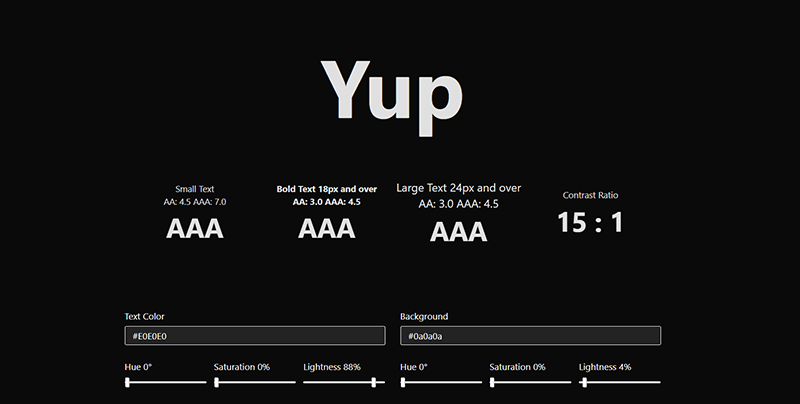 Yup
Small Text
AA: 4.5 AAA: 7.0
AAA
Bold Text 18px and over
AA: 3.0 AAA: 4.5
AAA
Large Text 24px and over
AA: 3.0 AAA: 4.5
AAA
Contrast Ratio
15 : 1
Text Color
#E0E0E0
Hue 0°
Saturation 0%
Lightness 88%
Background
#0a0a0a
Hue 0°
Saturation 0%
Lightness 4%